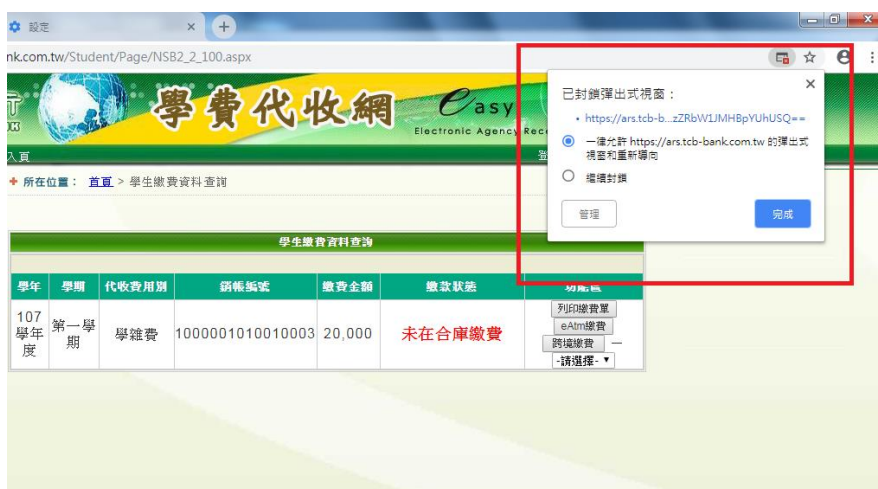 設定
nk.com.tw/Student/Page/NSB2_2_100.aspx
已封鎖彈出式視窗：
https://ars.tcb-b...zZRbW1JMHBpYUhUSQ==
一律允許 https://ars.tcb-bank.com.tw 的彈出式
視窗和重新導向
繼續封鎖
管理
完成
學費代收網
Easy
Electronic Agency Rece
入頁
登
所在位置： 首頁 > 學生繳費資料查詢
學生繳費資料查詢
學年 學期 代收費用別 銷帳編號 繳費金額 繳款狀態 功能區
107
學年
度
第一學
期
學雜費
1000001010010003
20,000
未在合庫繳費
列印繳費單
eAtm繳費
跨境繳費 —
-請選擇-